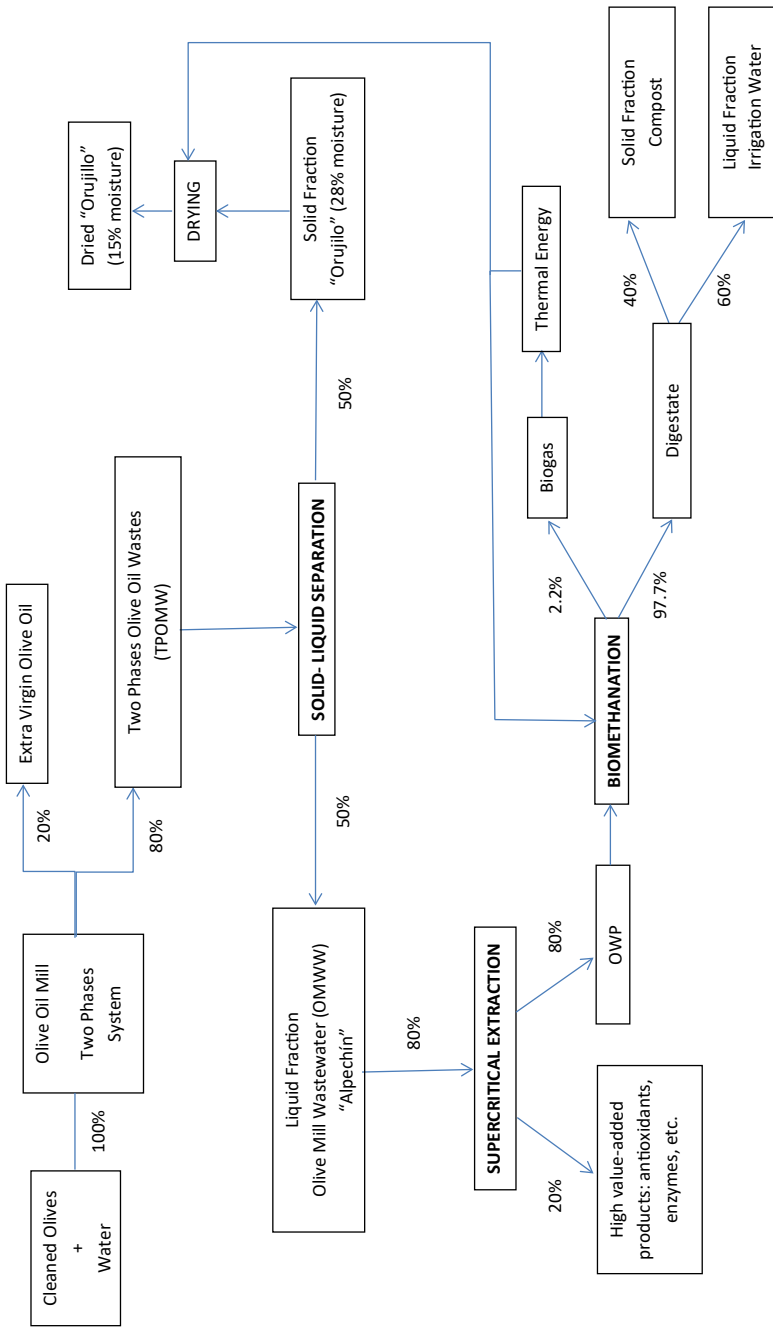 Cleaned Olives
+
Water
100%
Olive Oil Mill
Two Phases
System
20%
Extra Virgin Olive Oil
80%
Two Phases Olive Oil Wastes
(TPOMW)
SOLID- LIQUID SEPARATION
50%
Liquid Fraction
Olive Mill Wastewater (OMWW)
“Alpechín”
50%
Solid Fraction
“Orujilo” (28% moisture)
DRYING
Dried “Orujillo”
(15% moisture)
80%
SUPERCRITICAL EXTRACTION
20%
High value-added
products: antioxidants,
enzymes, etc.
80%
OWP
BIOMETHANATION
2.2%
Biogas
Thermal Energy
97.7%
Digestate
40%
Solid Fraction
Compost
60%
Liquid Fraction
Irrigation Water